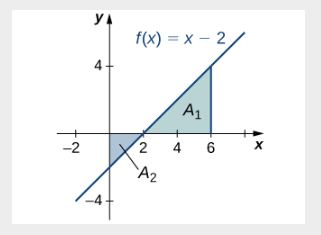 y
f(x) = x − 2
4
A₁
−2 2 4 6 x
A₂
−4